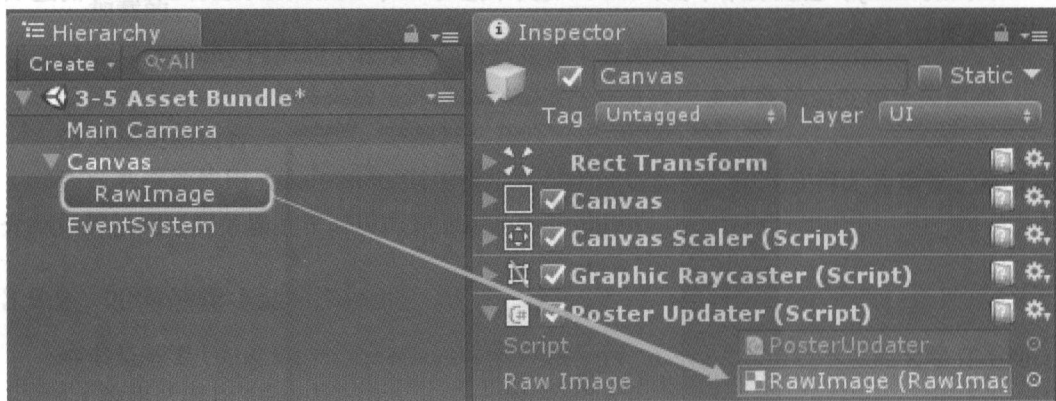 Hierarchy
Create
All
3-5 Asset Bundle*
Main Camera
Canvas
RawImage
EventSystem
Inspector
Canvas
Static
Tag Untagged Layer UI
Rect Transform
Canvas
Canvas Scaler (Script)
Graphic Raycaster (Script)
Poster Updater (Script)
Script PosterUpdater
Raw Image RawImage (RawImag